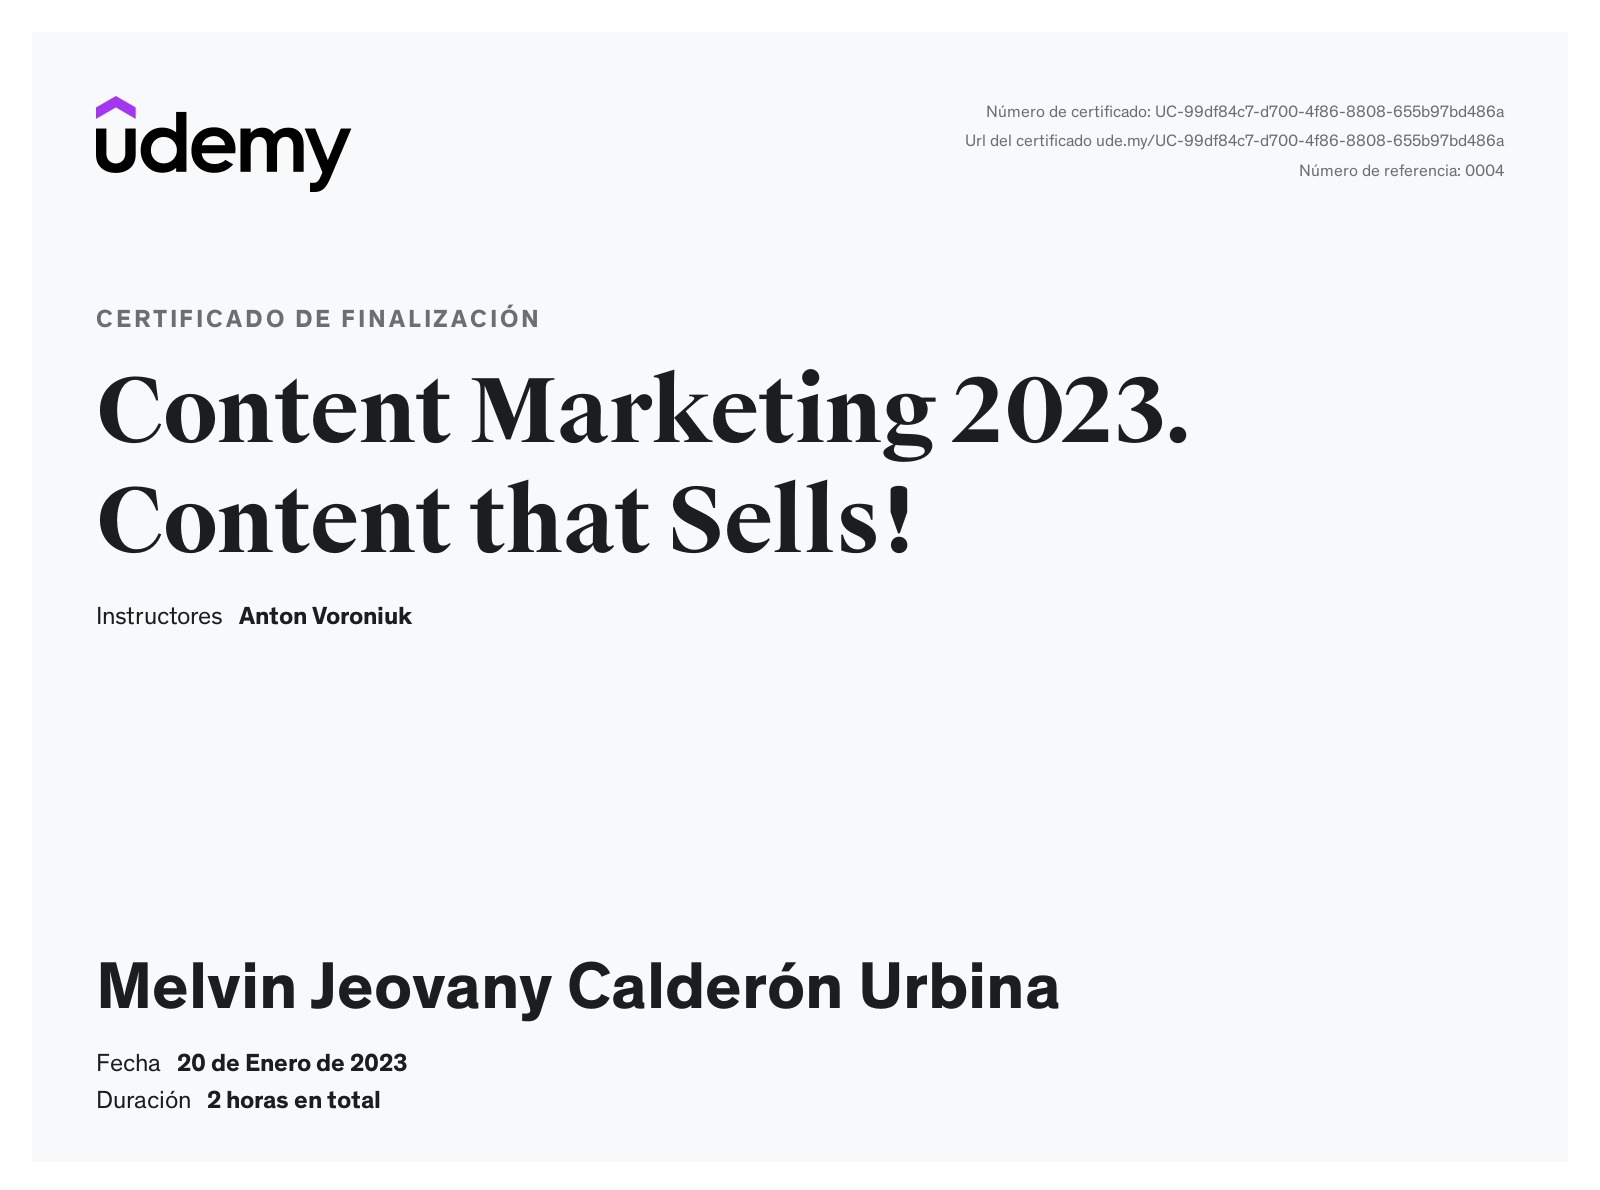 udemy
Número de certificado: UC-99df84c7-d700-4f86-8808-655b97bd486a
Url del certificado ude.my/UC-99df84c7-d700-4f86-8808-655b97bd486a
Número de referencia: 0004
CERTIFICADO DE FINALIZACIÓN
Content Marketing 2023.
Content that Sells!
Instructores Anton Voroniuk
Melvin Jeovany Calderón Urbina
Fecha 20 de Enero de 2023
Duración 2 horas en total